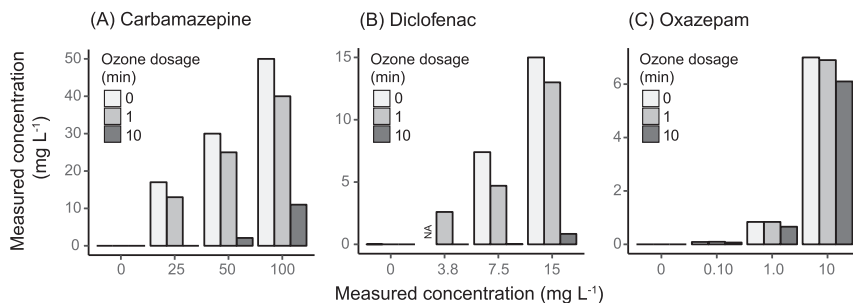 (A) Carbamazepine
(B) Diclofenac
(C) Oxazepam
Measured concentration
(mg L-1)
Ozone dosage
(min)
0
1
10
50
40
30
20
10
0
0
25
50
100
Ozone dosage
(min)
0
1
10
15
10
5
0
NA
0
3.8
7.5
15
Ozone dosage
(min)
0
1
10
6
4
2
0
0
0.10
1.0
10
Measured concentration (mg L-1)